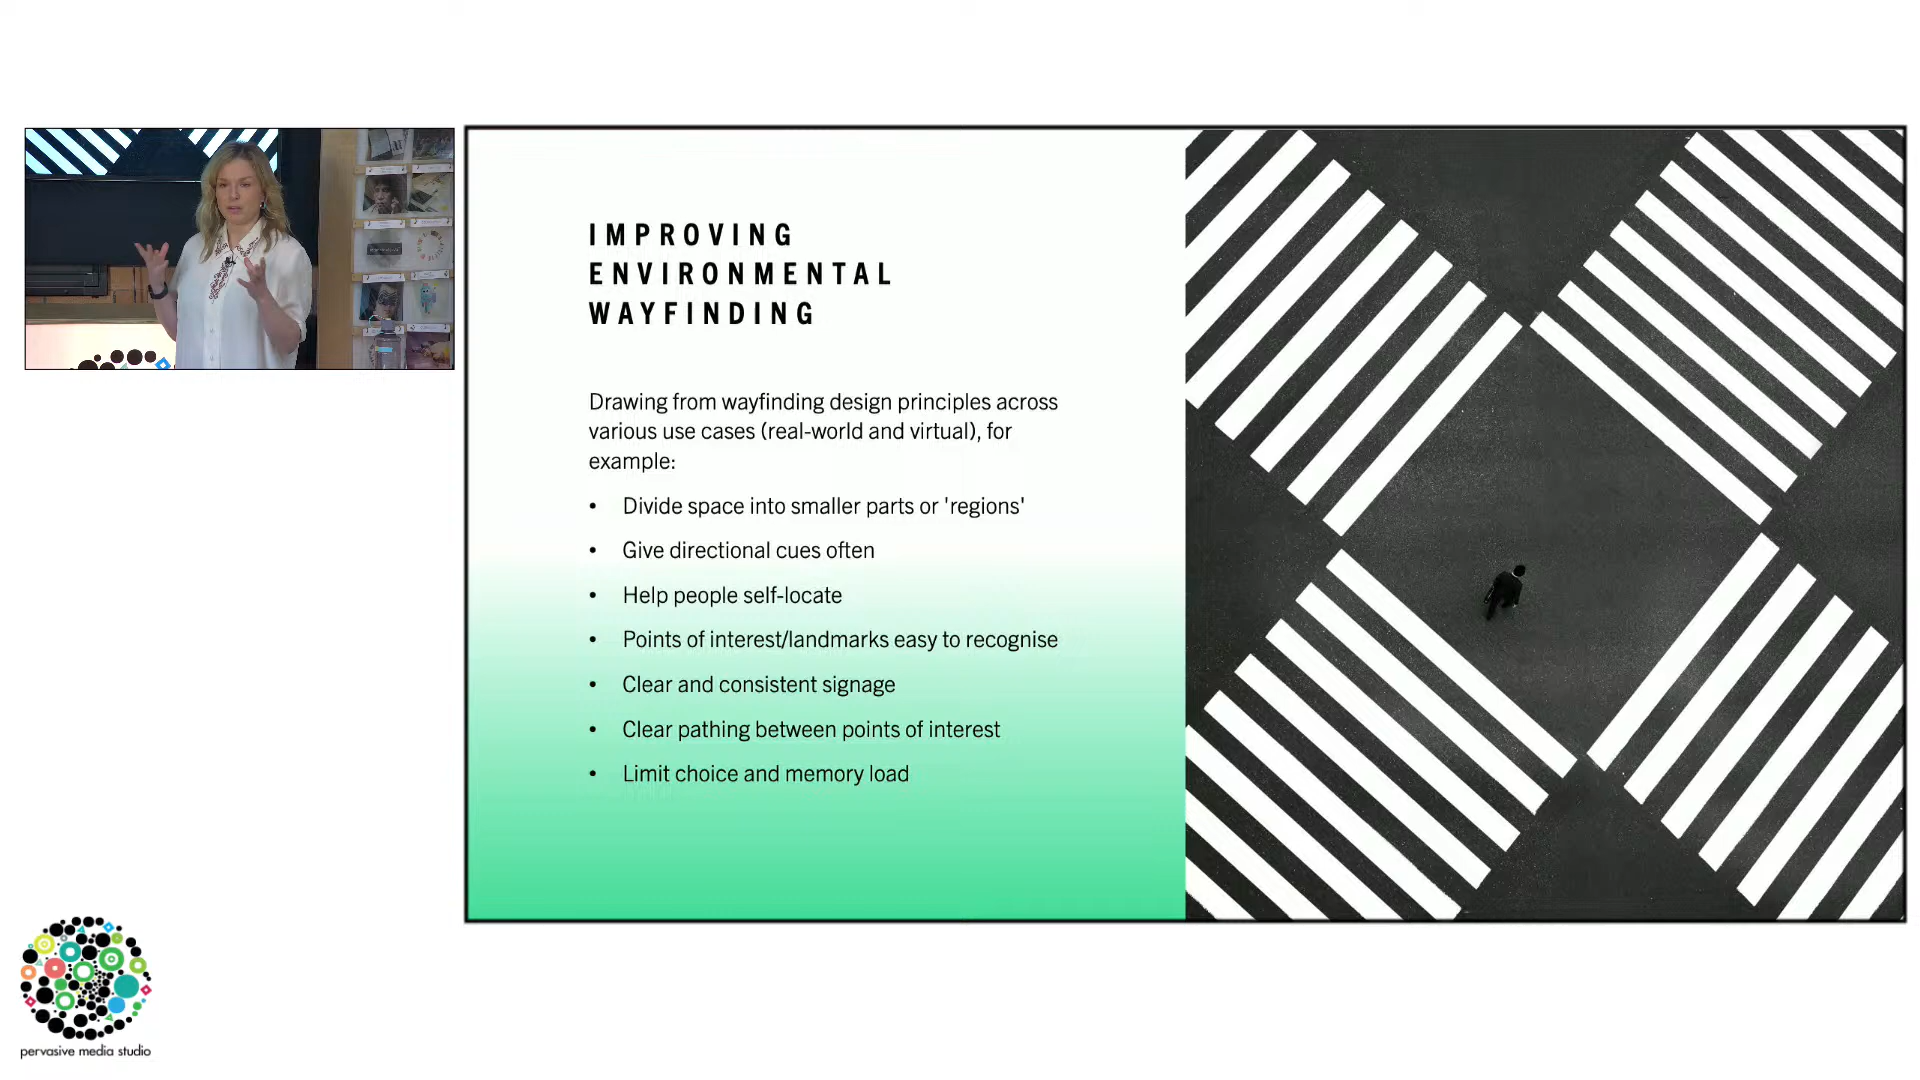 IMPROVING
ENVIRONMENTAL
WAYFINDING
Drawing from wayfinding design principles across
various use cases (real-world and virtual), for
example:
• Divide space into smaller parts or 'regions'
• Give directional cues often
• Help people self-locate
• Points of interest/landmarks easy to recognise
• Clear and consistent signage
• Clear pathing between points of interest
• Limit choice and memory load
pervasive media studio